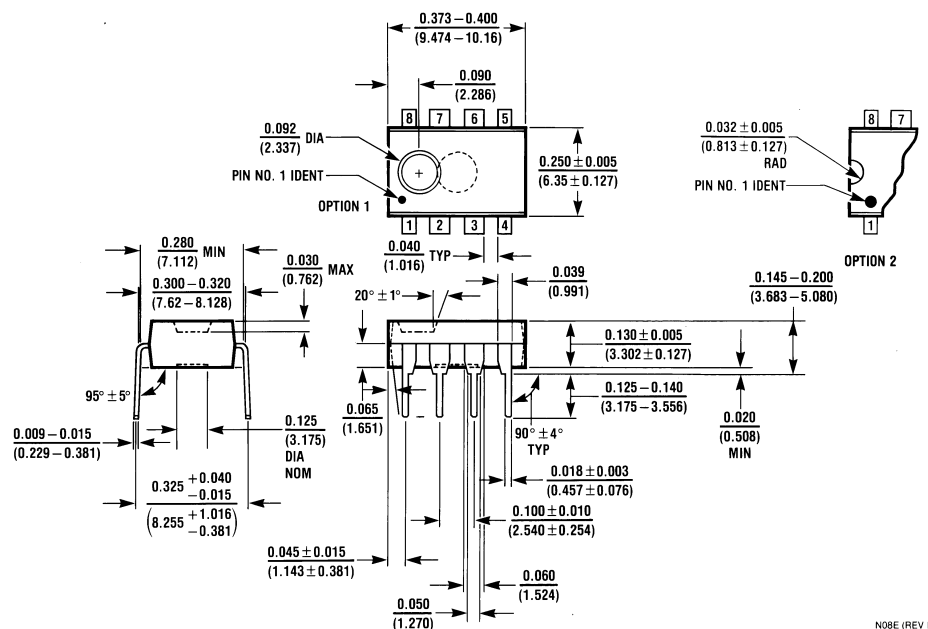 0.373 – 0.400
(9.474 – 10.16)
0.090
(2.286)
8 7 6 5
0.092 DIA
(2.337)
PIN NO. 1 IDENT
OPTION 1
0.250 ± 0.005
(6.35 ± 0.127)
1 2 3 4
0.032 ± 0.005
(0.813 ± 0.127)
RAD
PIN NO. 1 IDENT
8 7
1
OPTION 2
0.280 MIN
(7.112)
0.300 – 0.320
(7.62 – 8.128)
0.030 MAX
(0.762)
0.040 TYP
(1.016)
20° ± 1°
0.039
(0.991)
0.145 – 0.200
(3.683 – 5.080)
0.130 ± 0.005
(3.302 ± 0.127)
0.125 – 0.140
(3.175 – 3.556)
0.020
(0.508)
MIN
95° ± 5°
0.009 – 0.015
(0.229 – 0.381)
0.125
(3.175)
DIA
NOM
0.065
(1.651)
90° ± 4°
TYP
0.018 ± 0.003
(0.457 ± 0.076)
0.325 +0.040
–0.015
(8.255 +1.016
–0.381)
0.100 ± 0.010
(2.540 ± 0.254)
0.045 ± 0.015
(1.143 ± 0.381)
0.060
(1.524)
0.050
(1.270)
N08E (REV